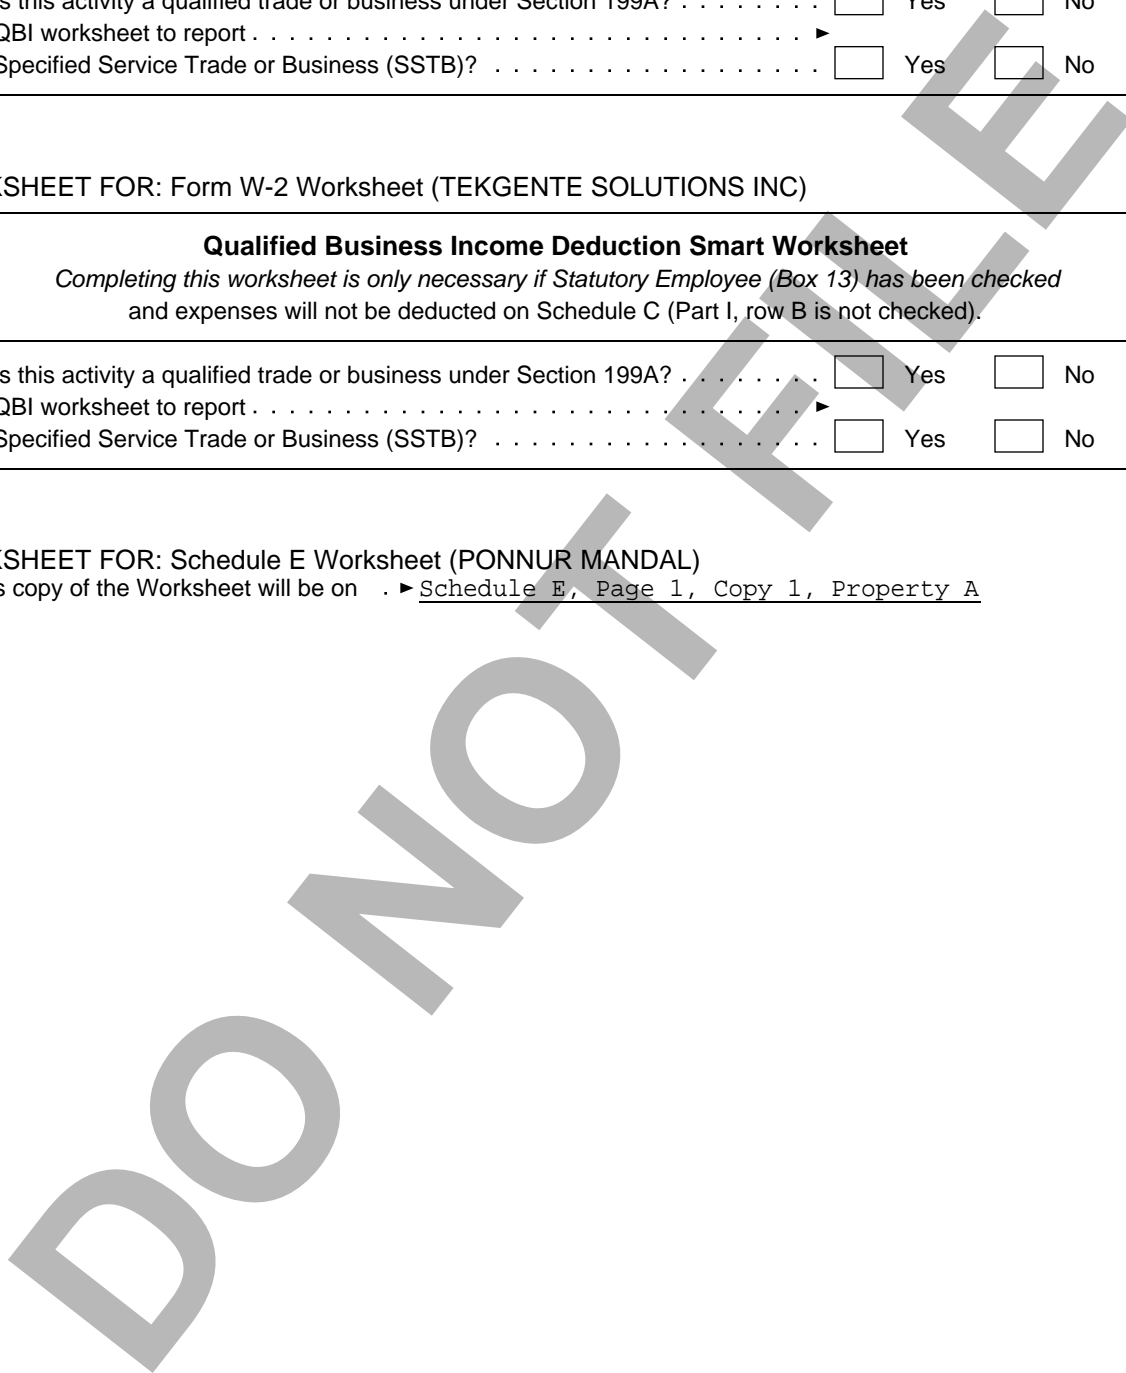 s this activity a qualified trade or business under Section 199A? . . . . . . . . Yes No
QBI worksheet to report . . . . . . . . . . . . . . . . . . . . . . . . . . . . . . ►
Specified Service Trade or Business (SSTB)? . . . . . . . . . . . . . . . . . . Yes No
KSHEET FOR: Form W-2 Worksheet (TEKGENTE SOLUTIONS INC)
Qualified Business Income Deduction Smart Worksheet
Completing this worksheet is only necessary if Statutory Employee (Box 13) has been checked
and expenses will not be deducted on Schedule C (Part I, row B is not checked).
s this activity a qualified trade or business under Section 199A? . . . . . . . . Yes No
QBI worksheet to report . . . . . . . . . . . . . . . . . . . . . . . . . . . . . . ►
Specified Service Trade or Business (SSTB)? . . . . . . . . . . . . . . . . . . Yes No
KSHEET FOR: Schedule E Worksheet (PONNUR MANDAL)
s copy of the Worksheet will be on . ► Schedule E, Page 1, Copy 1, Property A
DO NOT FILE